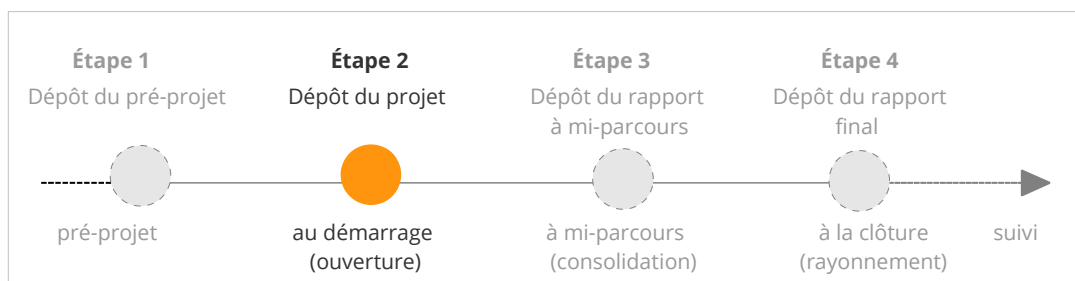 Étape 1
Dépôt du pré-projet
Étape 2
Dépôt du projet
Étape 3
Dépôt du rapport
à mi-parcours
Étape 4
Dépôt du rapport
final
pré-projet
au démarrage
(ouverture)
à mi-parcours
(consolidation)
à la clôture
(rayonnement)
suivi